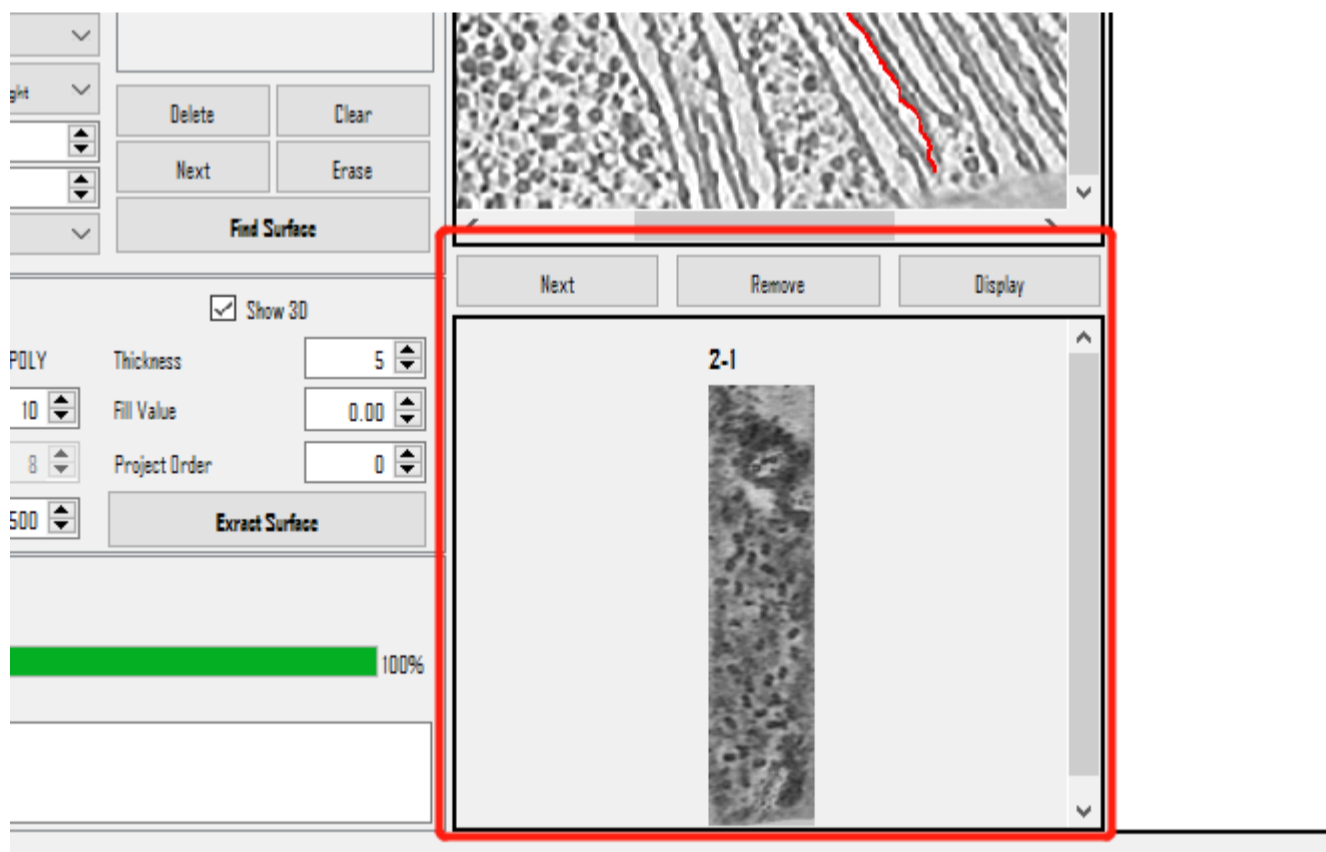 ght
Delete Clear
Next Erase
Find Surface
Next Remove Display
Show 3D
POLY Thickness 5
10 Fill Value 0.00
8 Project Order 0
500 Exract Surface
2-1
100%